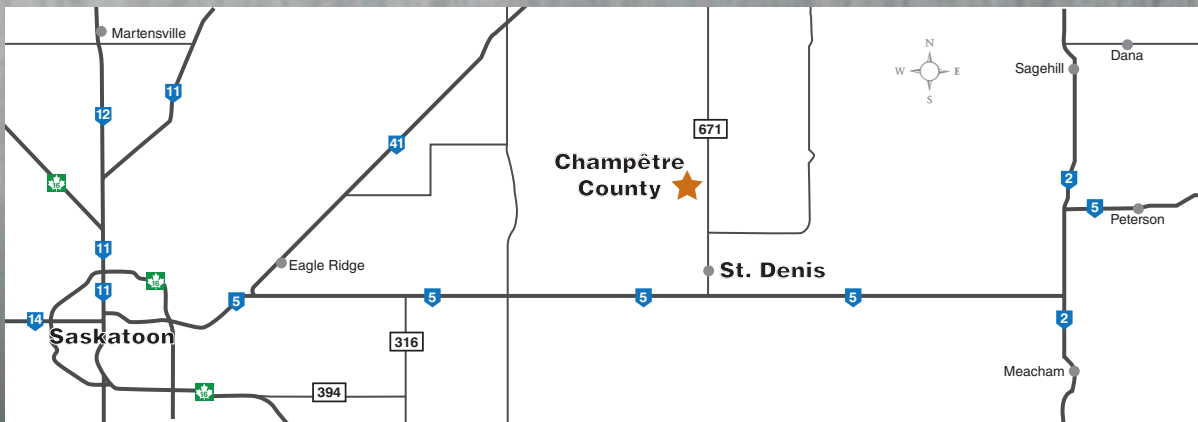 Martensville
11
12
41
16
11
11
16
14
Saskatoon
5
Eagle Ridge
5
316
394
16
Champêtre
County
671
St. Denis
5
5
N
W
E
S
Sagehill
Dana
2
5
Peterson
2
Meacham